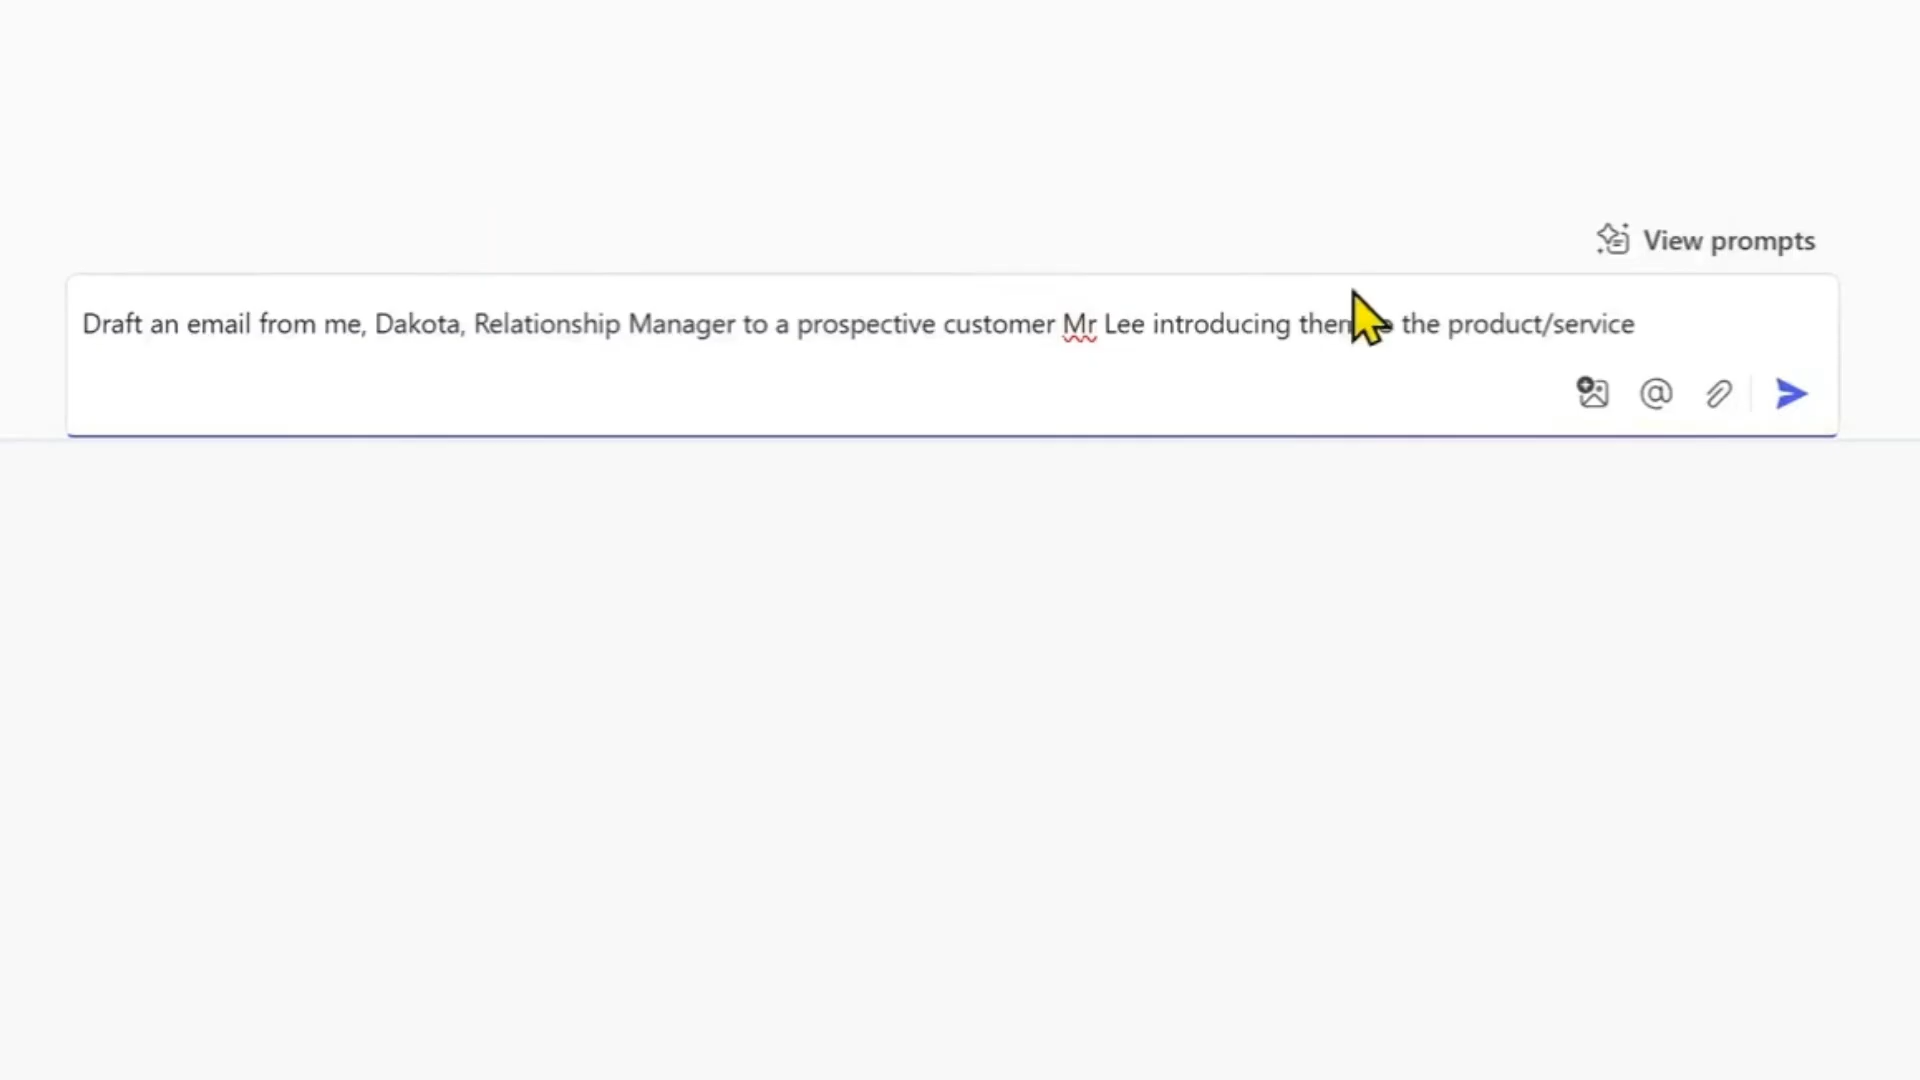 View prompts
Draft an email from me, Dakota, Relationship Manager to a prospective customer Mr Lee introducing the product/service